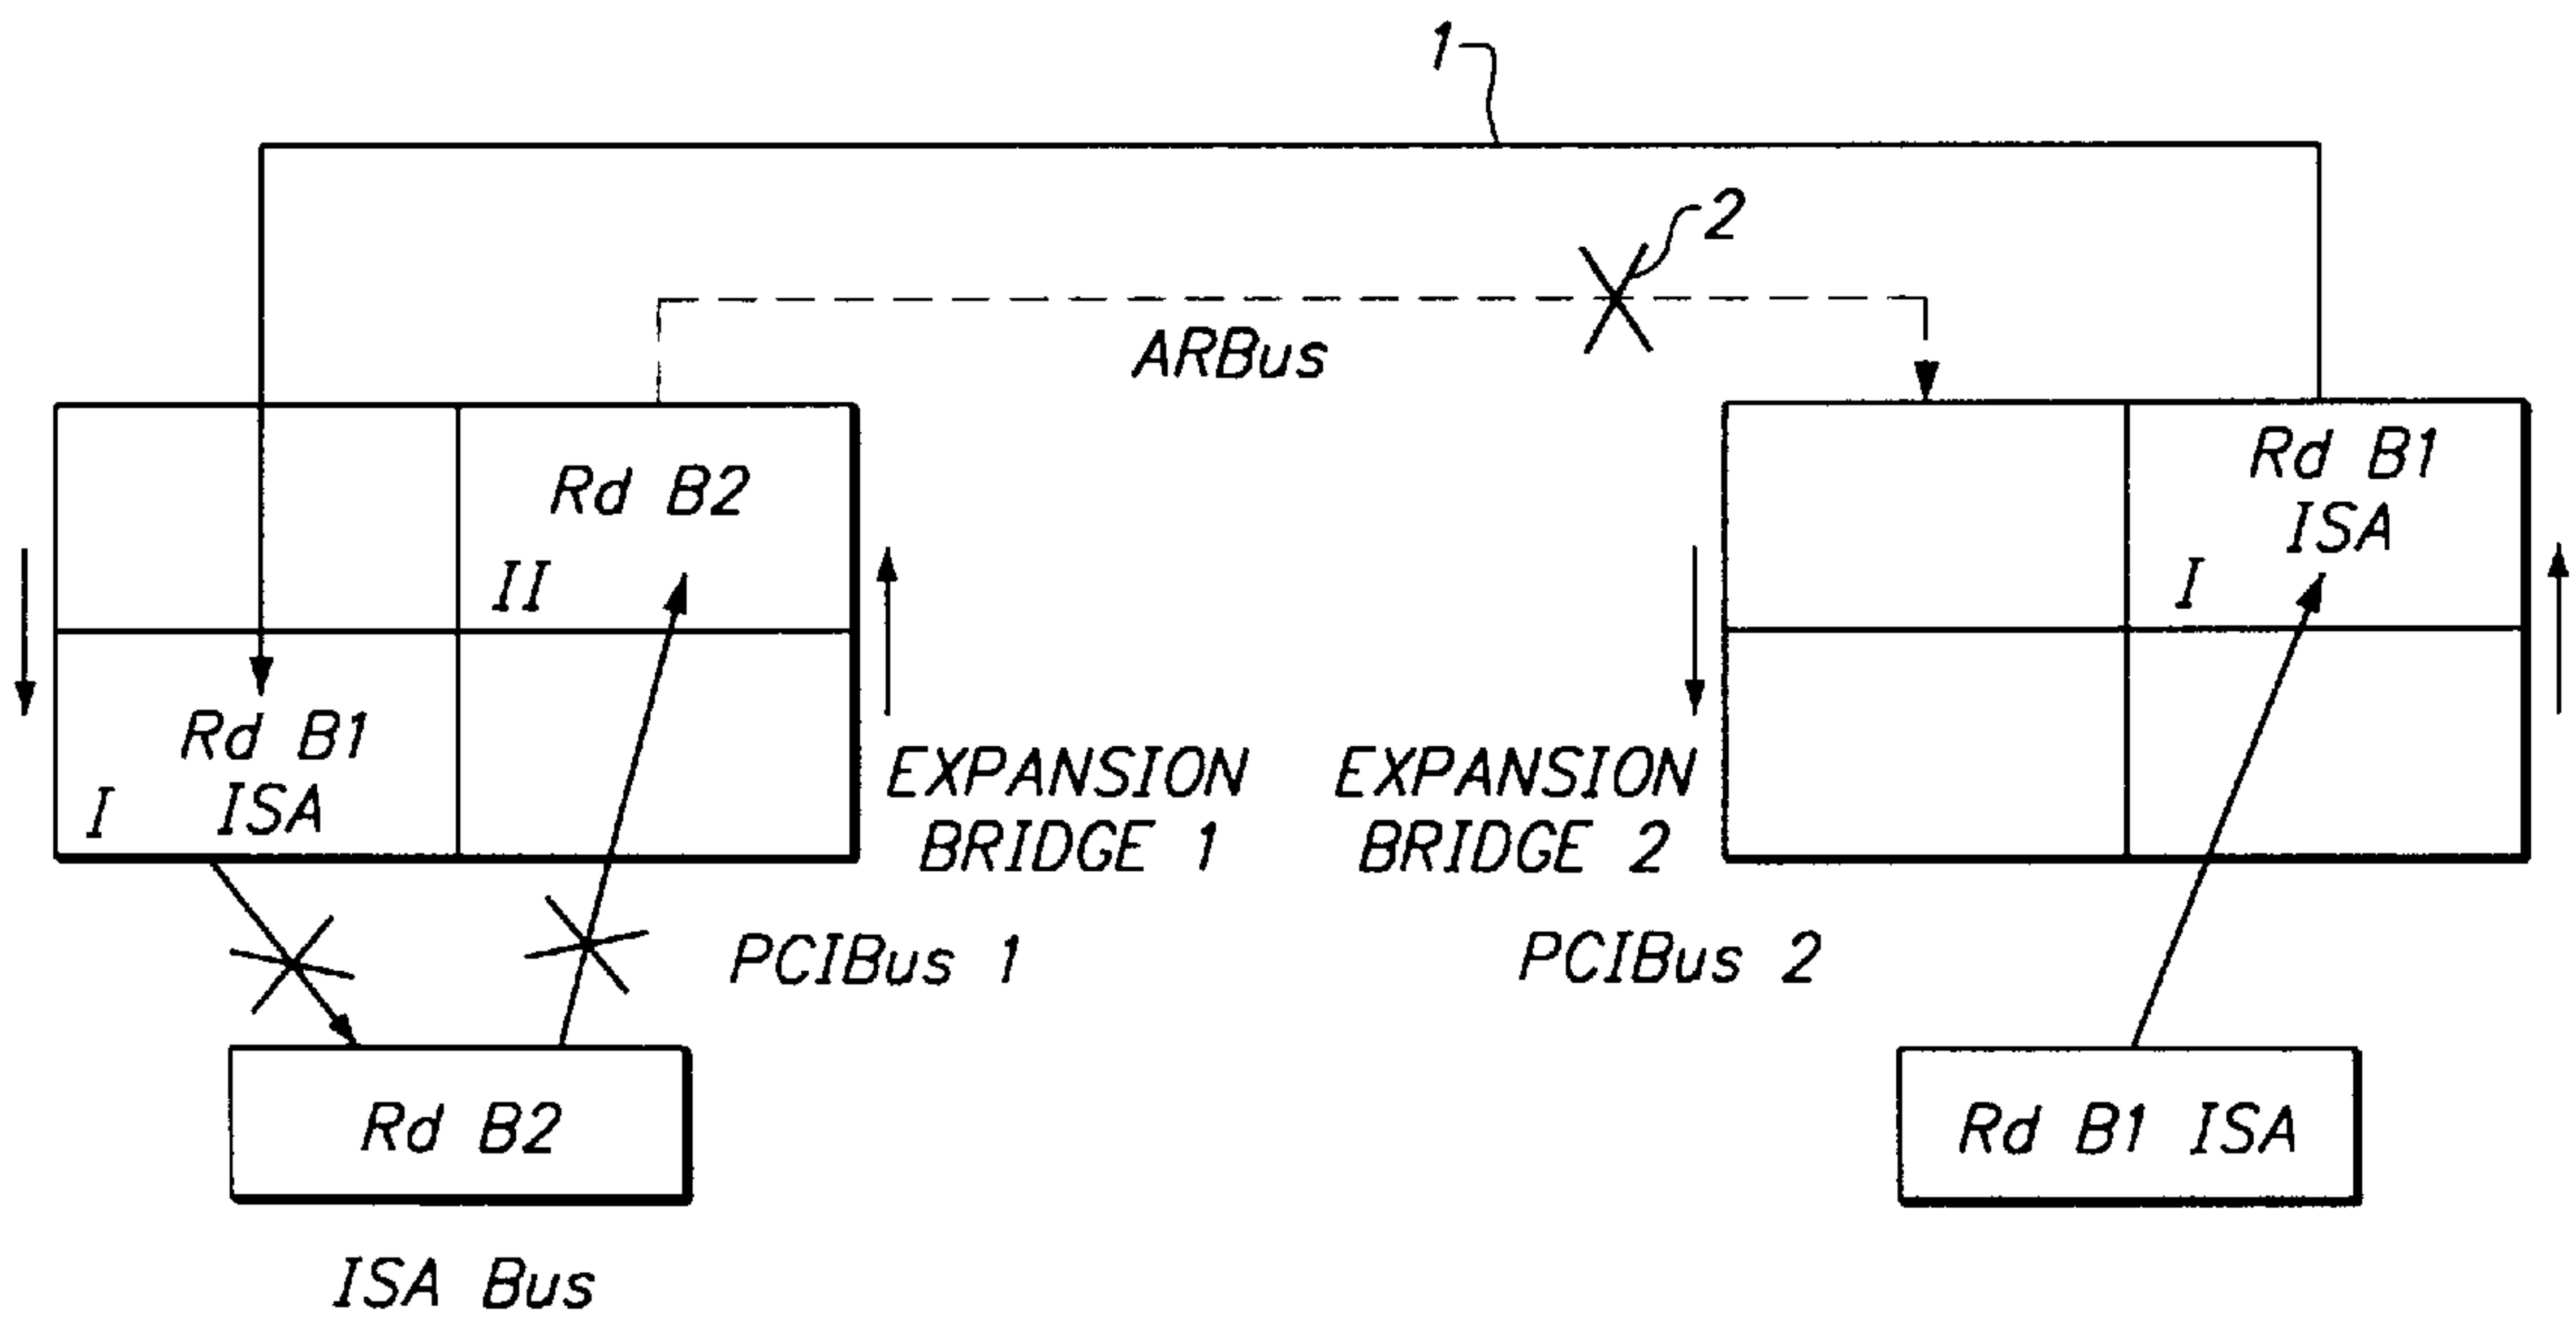 1
2
ARBus
Rd B2
II
Rd B1
ISA
I
Rd B1
ISA
I
EXPANSION
BRIDGE 1
EXPANSION
BRIDGE 2
PCIBus 1
PCIBus 2
Rd B2
Rd B1 ISA
ISA Bus